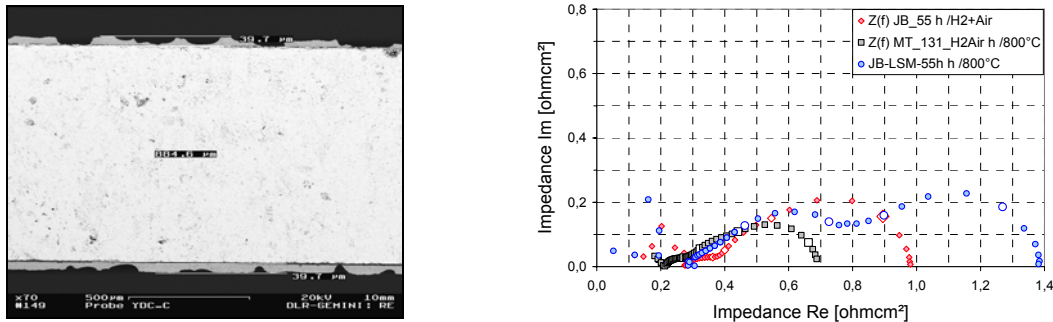 39.7 µm
884.6 µm
39.7 µm
x70 500µm 20kV 10mm
#149 Probe YDC_C DLR-GEMINI: RE
Impedance Im [ohmcm²]
0,8
0,6
0,4
0,2
0,0
Z(f) JB_55 h /H2+Air
Z(f) MT_131_H2Air h /800°C
JB-LSM-55h h /800°C
0,0 0,2 0,4 0,6 0,8 1,0 1,2 1,4
Impedance Re [ohmcm²]